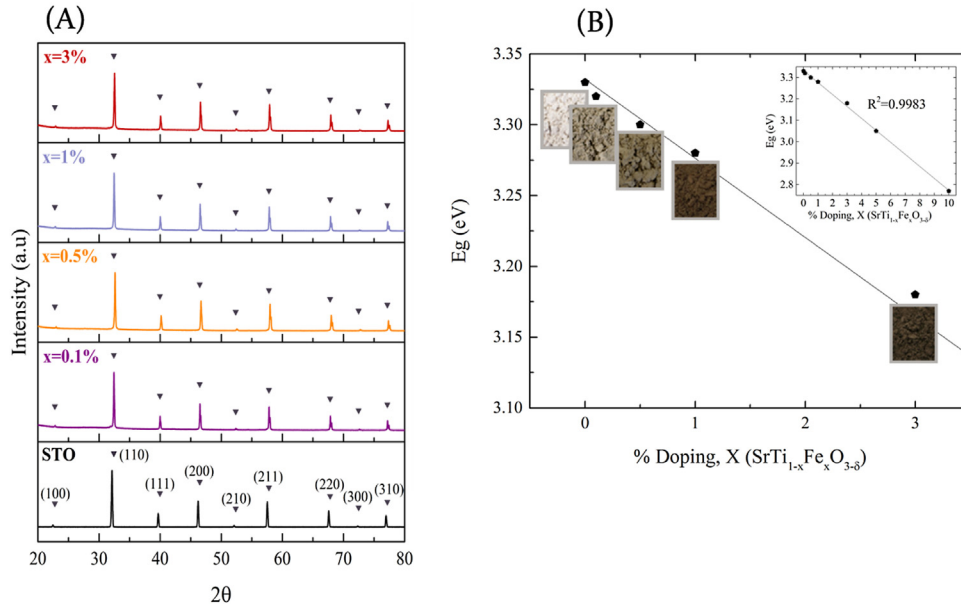 (A)
x=3%
x=1%
x=0.5%
x=0.1%
STO
(100)
(110)
(111)
(200)
(210)
(211)
(220)
(300)
(310)
20 30 40 50 60 70 80
2θ
Intensity (a.u)
(B)
3.35
3.30
3.25
3.20
3.15
3.10
0 1 2 3
Eg (eV)
% Doping, X (SrTi1-xFexO3-δ)
3.3
3.2
3.1
3.0
2.9
2.8
0 1 2 3 4 5 6 7 8 9 10
Eg (eV)
R²=0.9983
% Doping, X (SrTi1-xFexO3-δ)